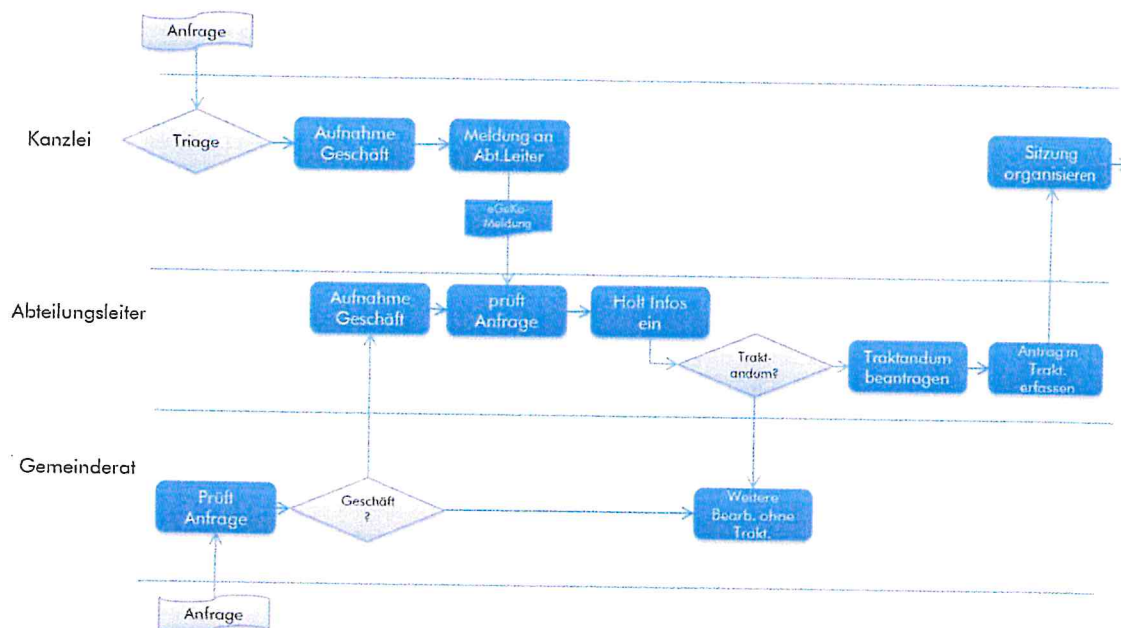 Anfrage
Kanzlei
Triage
Aufnahme
Geschäft
Meldung an
Abt.Leiter
Sitzung
organisieren
eGeKo-
Meldung
Abteilungsleiter
Aufnahme
Geschäft
prüft
Anfrage
Holt Infos
ein
Trakt-
andum?
Traktandum
beantragen
Antrag in
Trakt.
erfassen
Gemeinderat
Prüft
Anfrage
Geschäft
?
Weitere
Bearb. ohne
Trakt.
Anfrage